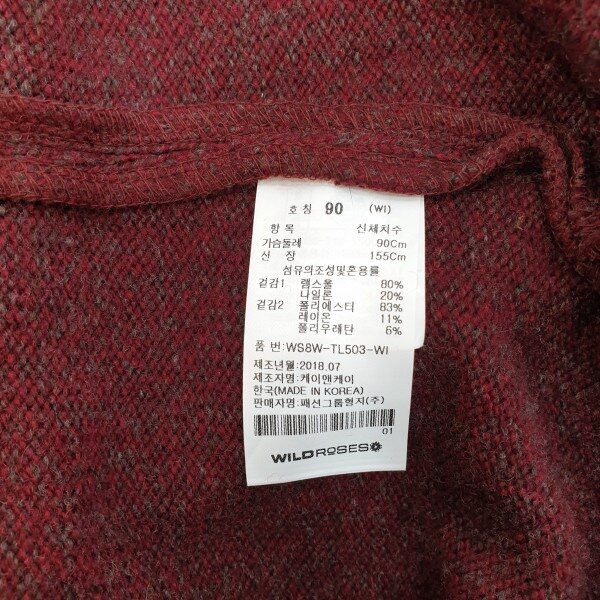 호 칭 90 (WI)
항 목 신체치수
가슴둘레 90Cm
신 장 155Cm
섬유의조성및혼용률
겉감1 램스울 80%
나일론 20%
겉감2 폴리에스터 83%
레이온 11%
폴리우레탄 6%
품 번:WS8W-TL503-WI
제조년월:2018.07
제조자명:케이앤케이
한국(MADE IN KOREA)
판매자명:패션그룹형지(주)
01
WILDROSES